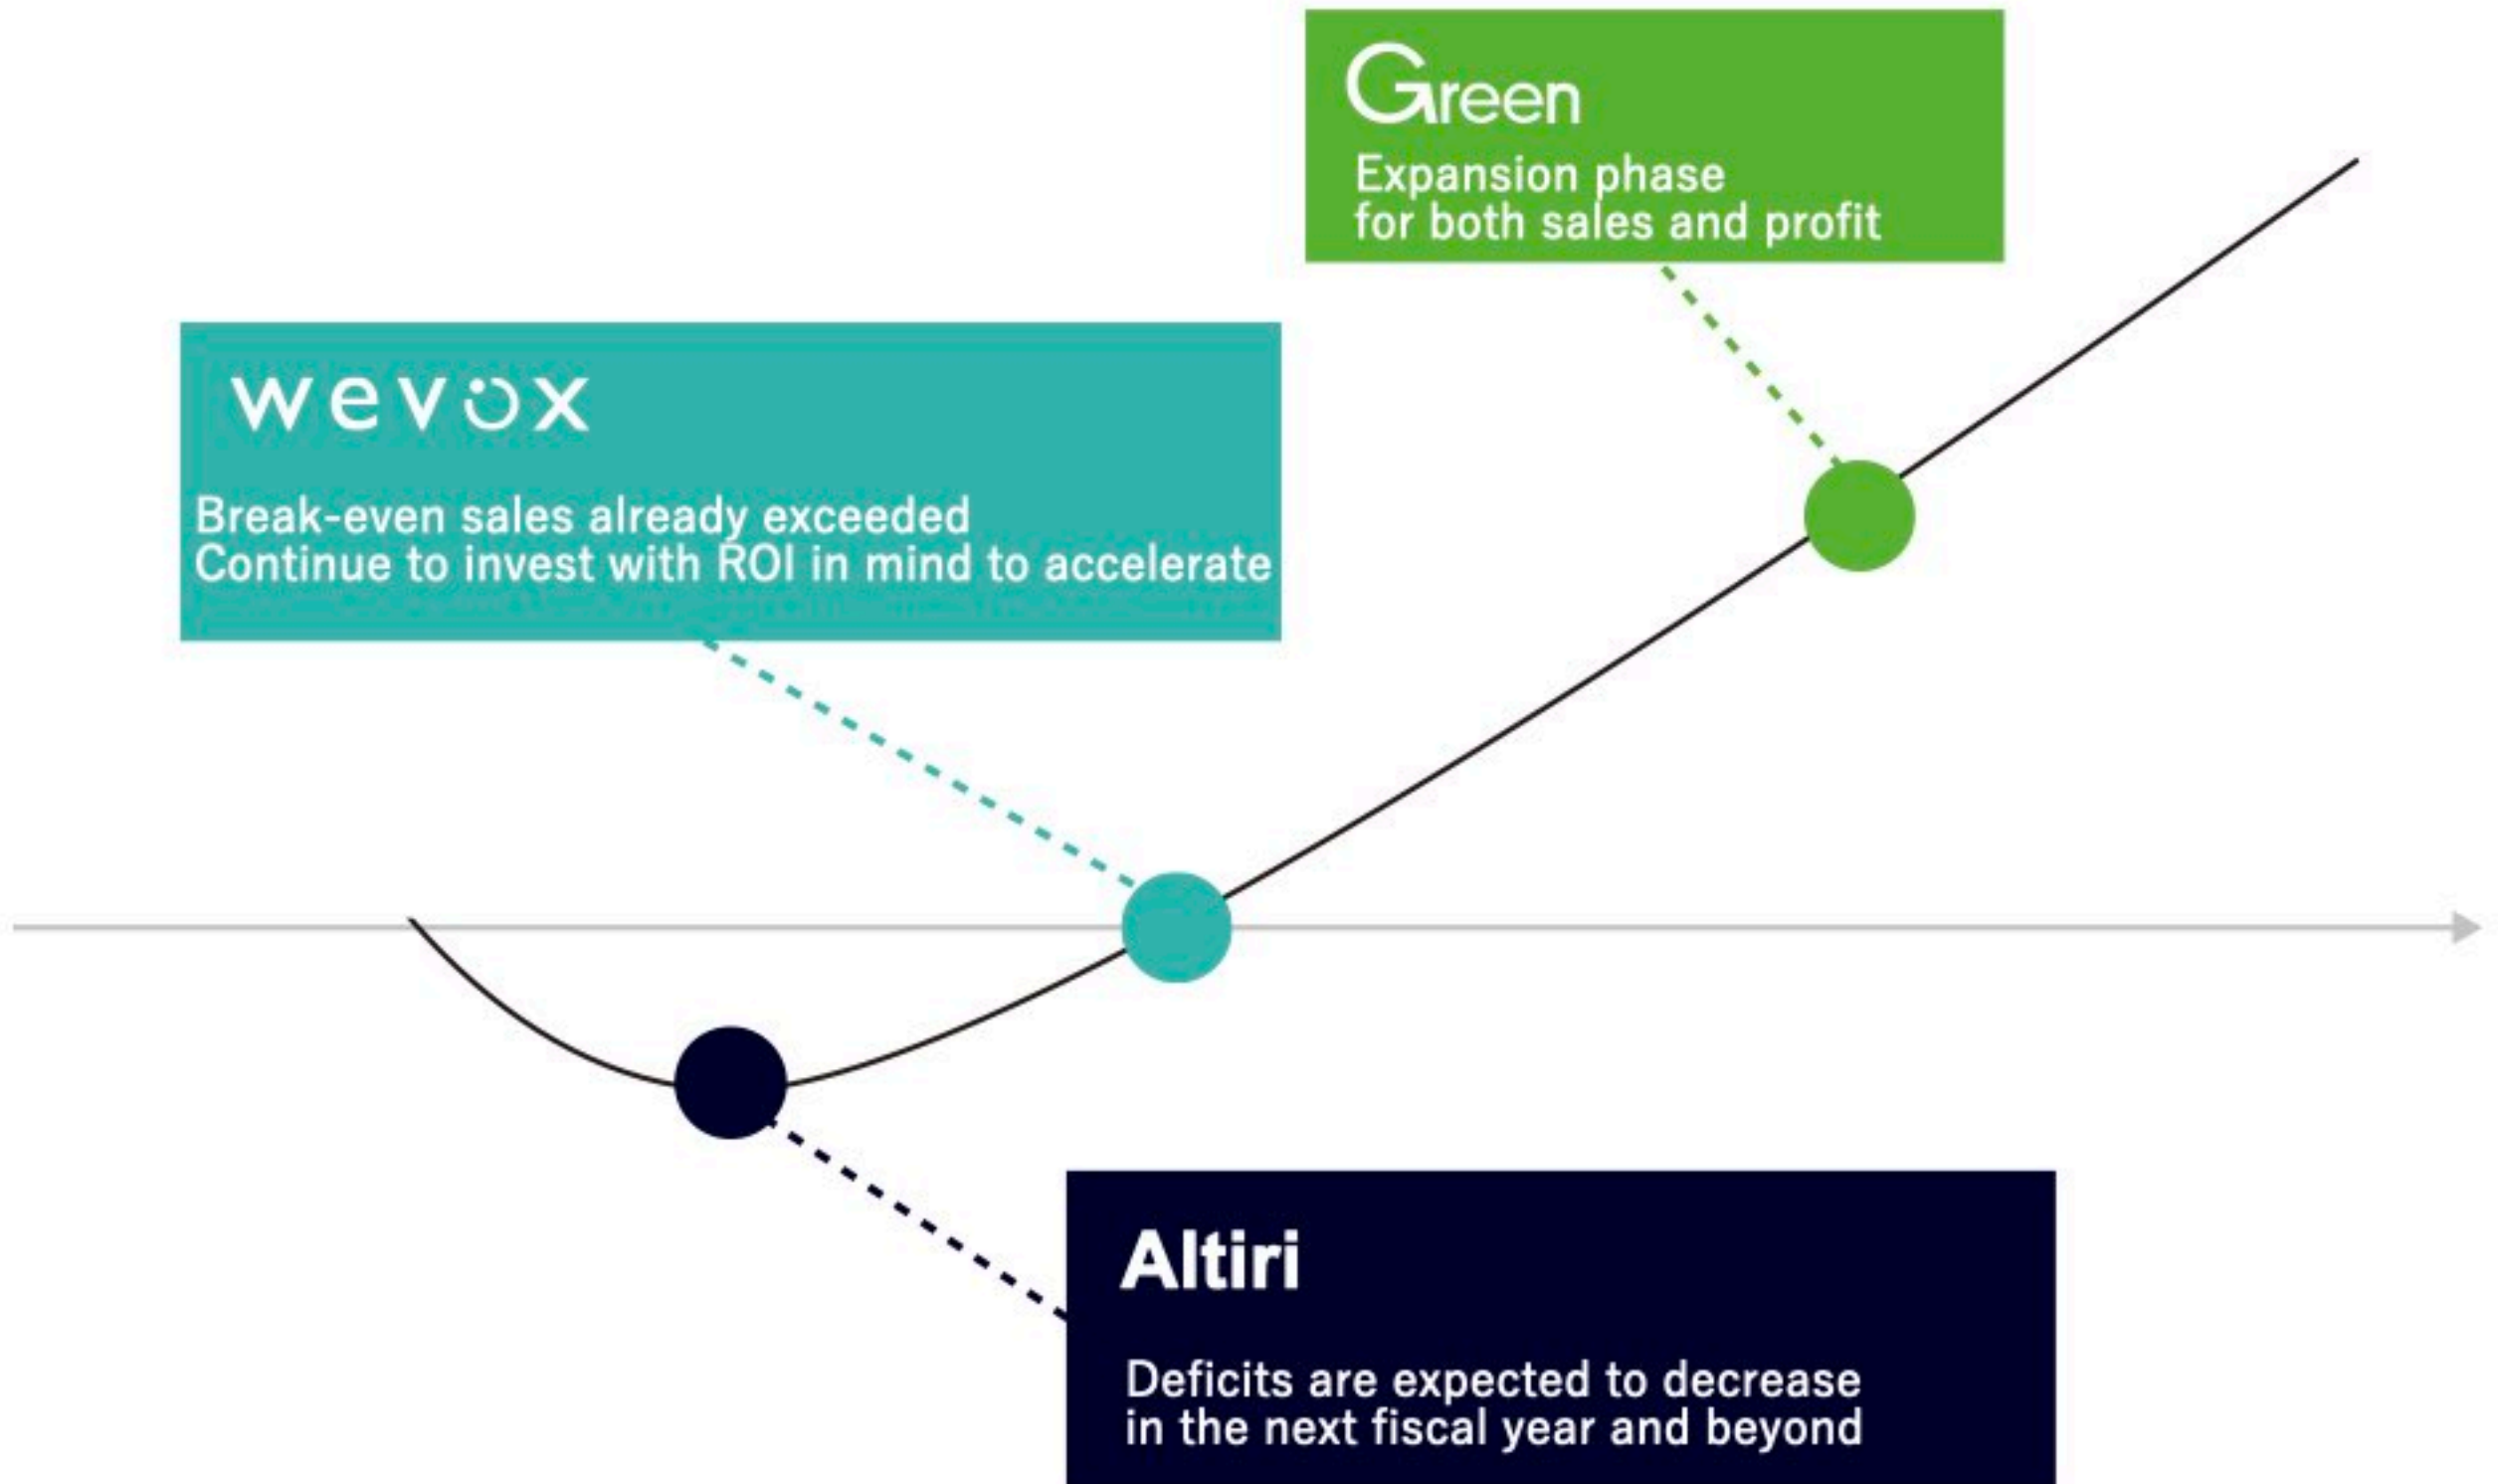 Green
Expansion phase
for both sales and profit
wevox
Break-even sales already exceeded
Continue to invest with ROI in mind to accelerate
Altiri
Deficits are expected to decrease
in the next fiscal year and beyond